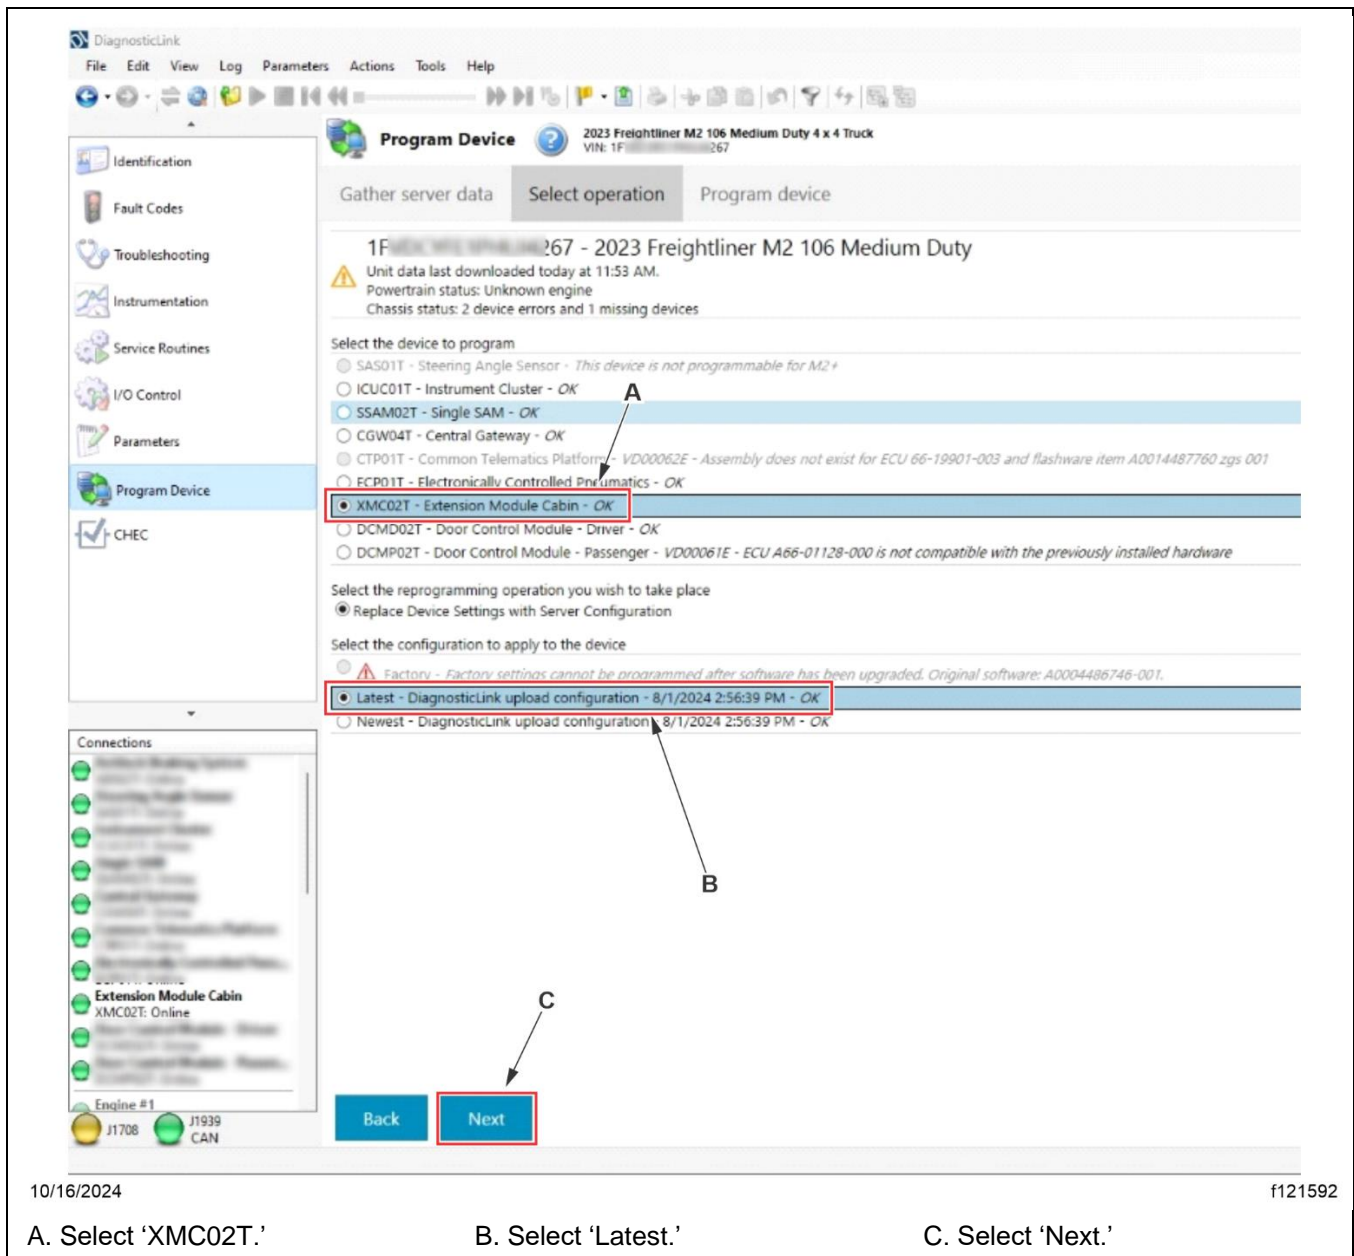 DiagnosticLink
File Edit View Log Parameters Actions Tools Help
Program Device
2023 Freightliner M2 106 Medium Duty 4 x 4 Truck
VIN: 1F 267
Identification
Fault Codes
Troubleshooting
Instrumentation
Service Routines
I/O Control
Parameters
Program Device
CHEC
Gather server data Select operation Program device
1F 267 - 2023 Freightliner M2 106 Medium Duty
Unit data last downloaded today at 11:53 AM.
Powertrain status: Unknown engine
Chassis status: 2 device errors and 1 missing devices
Select the device to program
SAS01T - Steering Angle Sensor - This device is not programmable for M2+
ICUC01T - Instrument Cluster - OK
A
SSAM02T - Single SAM - OK
CGW04T - Central Gateway - OK
CTP01T - Common Telematics Platform - VD00062E - Assembly does not exist for ECU 66-19901-003 and flashware item A0014487760 zgs 001
ECP01T - Electronically Controlled Pneumatics - OK
XMC02T - Extension Module Cabin - OK
DCMD02T - Door Control Module - Driver - OK
DCMP02T - Door Control Module - Passenger - VD00061E - ECU A66-01128-000 is not compatible with the previously installed hardware
Select the reprogramming operation you wish to take place
Replace Device Settings with Server Configuration
Select the configuration to apply to the device
Factory - Factory settings cannot be programmed after software has been upgraded. Original software: A0004486746-001.
Latest - DiagnosticLink upload configuration - 8/1/2024 2:56:39 PM - OK
Newest - DiagnosticLink upload configuration - 8/1/2024 2:56:39 PM - OK
B
Connections
Extension Module Cabin
XMC02T: Online
Engine #1
J1708
J1939
CAN
C
Back Next
10/16/2024 f121592
A. Select ‘XMC02T.’ B. Select ‘Latest.’ C. Select ‘Next.’